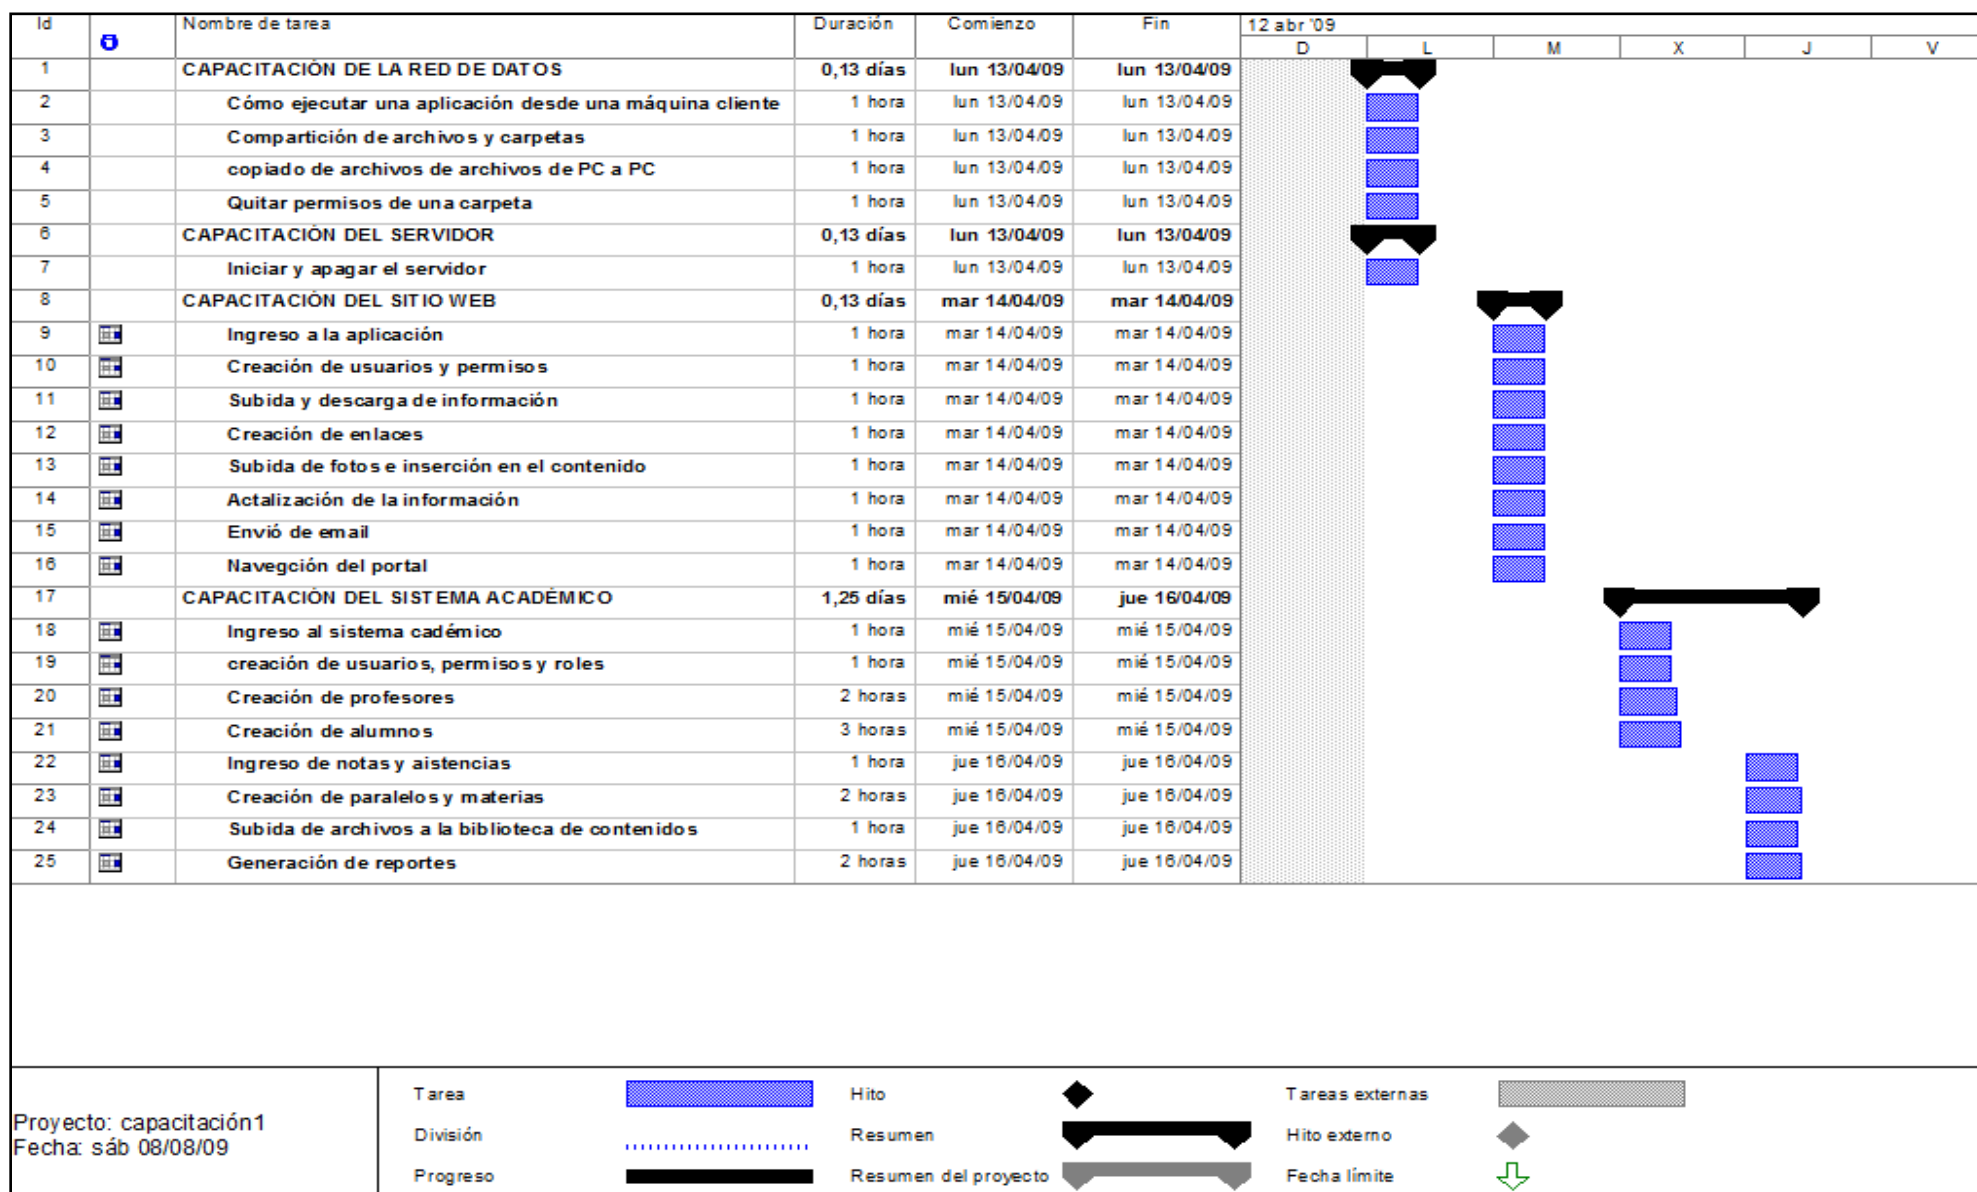 Id Nombre de tarea Duración Comienzo Fin 12 abr '09
D L M X J V
1 CAPACITACIÓN DE LA RED DE DATOS 0,13 días lun 13/04/09 lun 13/04/09
2 Cómo ejecutar una aplicación desde una máquina cliente 1 hora lun 13/04/09 lun 13/04/09
3 Compartición de archivos y carpetas 1 hora lun 13/04/09 lun 13/04/09
4 copiado de archivos de archivos de PC a PC 1 hora lun 13/04/09 lun 13/04/09
5 Quitar permisos de una carpeta 1 hora lun 13/04/09 lun 13/04/09
6 CAPACITACIÓN DEL SERVIDOR 0,13 días lun 13/04/09 lun 13/04/09
7 Iniciar y apagar el servidor 1 hora lun 13/04/09 lun 13/04/09
8 CAPACITACIÓN DEL SITIO WEB 0,13 días mar 14/04/09 mar 14/04/09
9 Ingreso a la aplicación 1 hora mar 14/04/09 mar 14/04/09
10 Creación de usuarios y permisos 1 hora mar 14/04/09 mar 14/04/09
11 Subida y descarga de información 1 hora mar 14/04/09 mar 14/04/09
12 Creación de enlaces 1 hora mar 14/04/09 mar 14/04/09
13 Subida de fotos e inserción en el contenido 1 hora mar 14/04/09 mar 14/04/09
14 Actalización de la información 1 hora mar 14/04/09 mar 14/04/09
15 Envió de email 1 hora mar 14/04/09 mar 14/04/09
16 Navegción del portal 1 hora mar 14/04/09 mar 14/04/09
17 CAPACITACIÓN DEL SISTEMA ACADÉMICO 1,25 días mié 15/04/09 jue 16/04/09
18 Ingreso al sistema cadémico 1 hora mié 15/04/09 mié 15/04/09
19 creación de usuarios, permisos y roles 1 hora mié 15/04/09 mié 15/04/09
20 Creación de profesores 2 horas mié 15/04/09 mié 15/04/09
21 Creación de alumnos 3 horas mié 15/04/09 mié 15/04/09
22 Ingreso de notas y aistencias 1 hora jue 16/04/09 jue 16/04/09
23 Creación de paralelos y materias 2 horas jue 16/04/09 jue 16/04/09
24 Subida de archivos a la biblioteca de contenidos 1 hora jue 16/04/09 jue 16/04/09
25 Generación de reportes 2 horas jue 16/04/09 jue 16/04/09
Proyecto: capacitación1
Fecha: sáb 08/08/09
Tarea Hito Tareas externas
División Resumen Hito externo
Progreso Resumen del proyecto Fecha límite